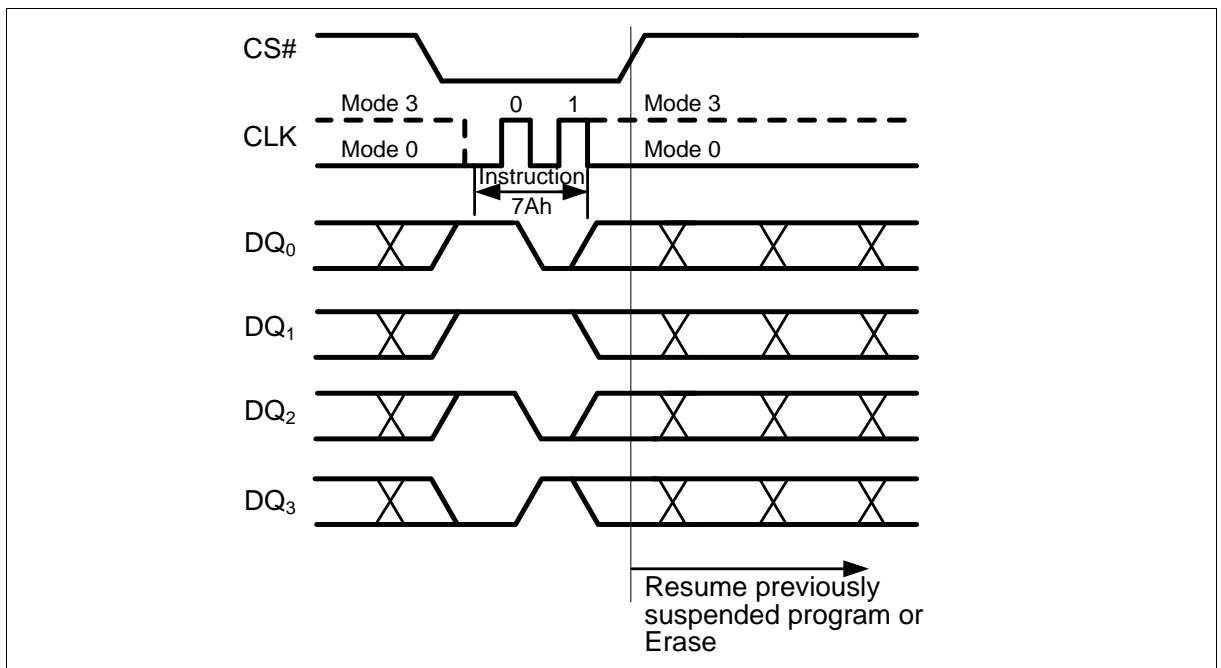 CS#
Mode 3 0 1 Mode 3
CLK
Mode 0 Mode 0
Instruction
7Ah
DQ0
DQ1
DQ2
DQ3
Resume previously
suspended program or
Erase